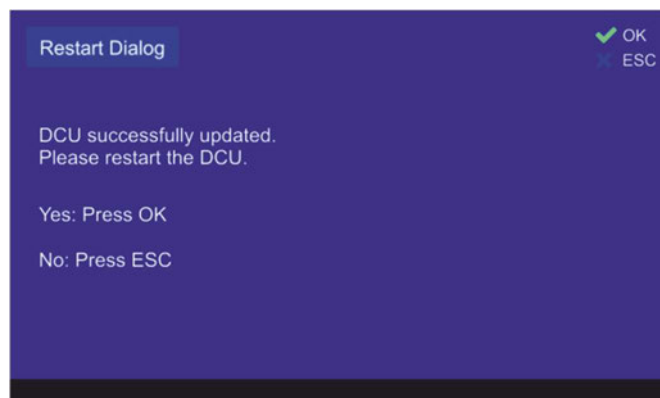 Restart Dialog
OK
ESC
DCU successfully updated.
Please restart the DCU.
Yes: Press OK
No: Press ESC